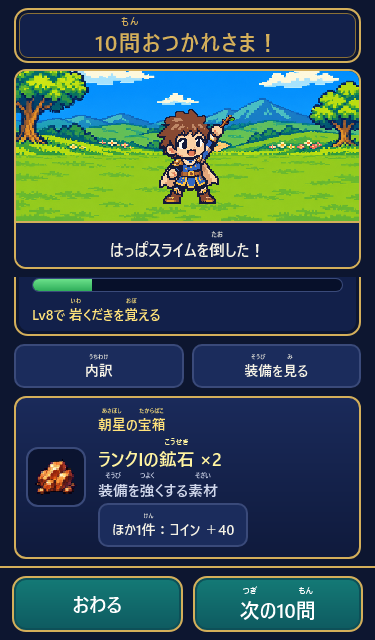 もん
10問おつかれさま！
たお
はっぱスライムを倒した！
いわ おぼ
Lv8で 岩くだきを覚える
うちわけ
内訳
そうび み
装備を見る
あさぼし たからばこ
朝星の宝箱
こうせき
ランクIの鉱石 ×2
そうび つよく そざい
装備を強くする素材
けん
ほか1件：コイン ＋40
おわる
つぎ もん
次の10問